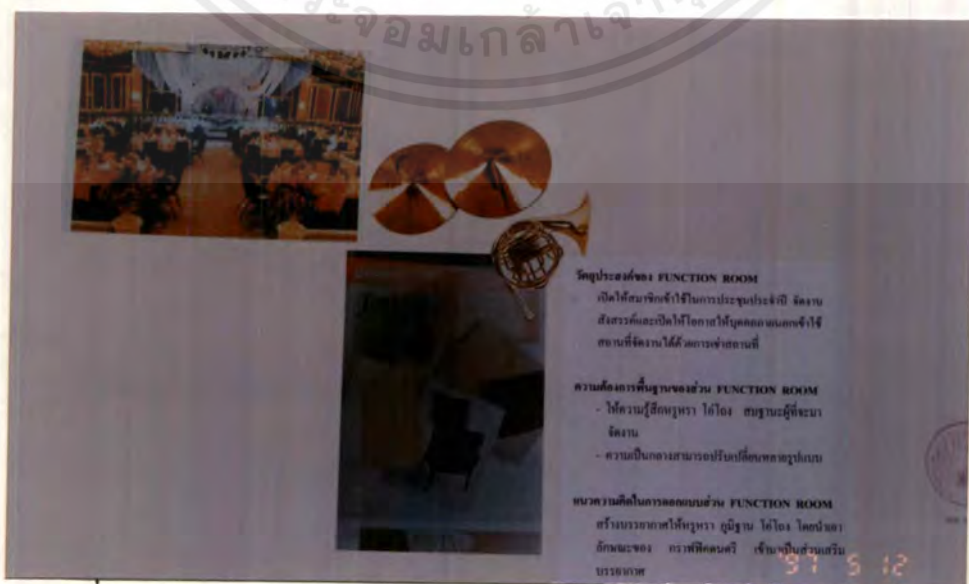 ระจอมเกล้าเจ้า
วัตถุประสงค์ของ FUNCTION ROOM
เปิดให้สมาชิกเข้าใช้ในการประชุมประจำปี จัดงาน
สังสรรค์และเปิดให้โอกาสให้บุคคลภายนอกเข้าใช้
สถานที่จัดงานได้ด้วยการเช่าสถานที่
ความต้องการพื้นฐานของส่วน FUNCTION ROOM
- ให้ความรู้สึกหรูหรา โอ่โถง สมฐานะผู้ที่จะมา
จัดงาน
- ความเป็นกลางสามารถปรับเปลี่ยนหลายรูปแบบ
แนวความคิดในการออกแบบส่วน FUNCTION ROOM
สร้างบรรยากาศให้หรูหรา ภูมิฐาน โอ่โถง โดยนำเอา
ลักษณะของ กราฟฟิคดนตรี เข้ามาเป็นส่วนเสริม
บรรยากาศ
'97 5 12